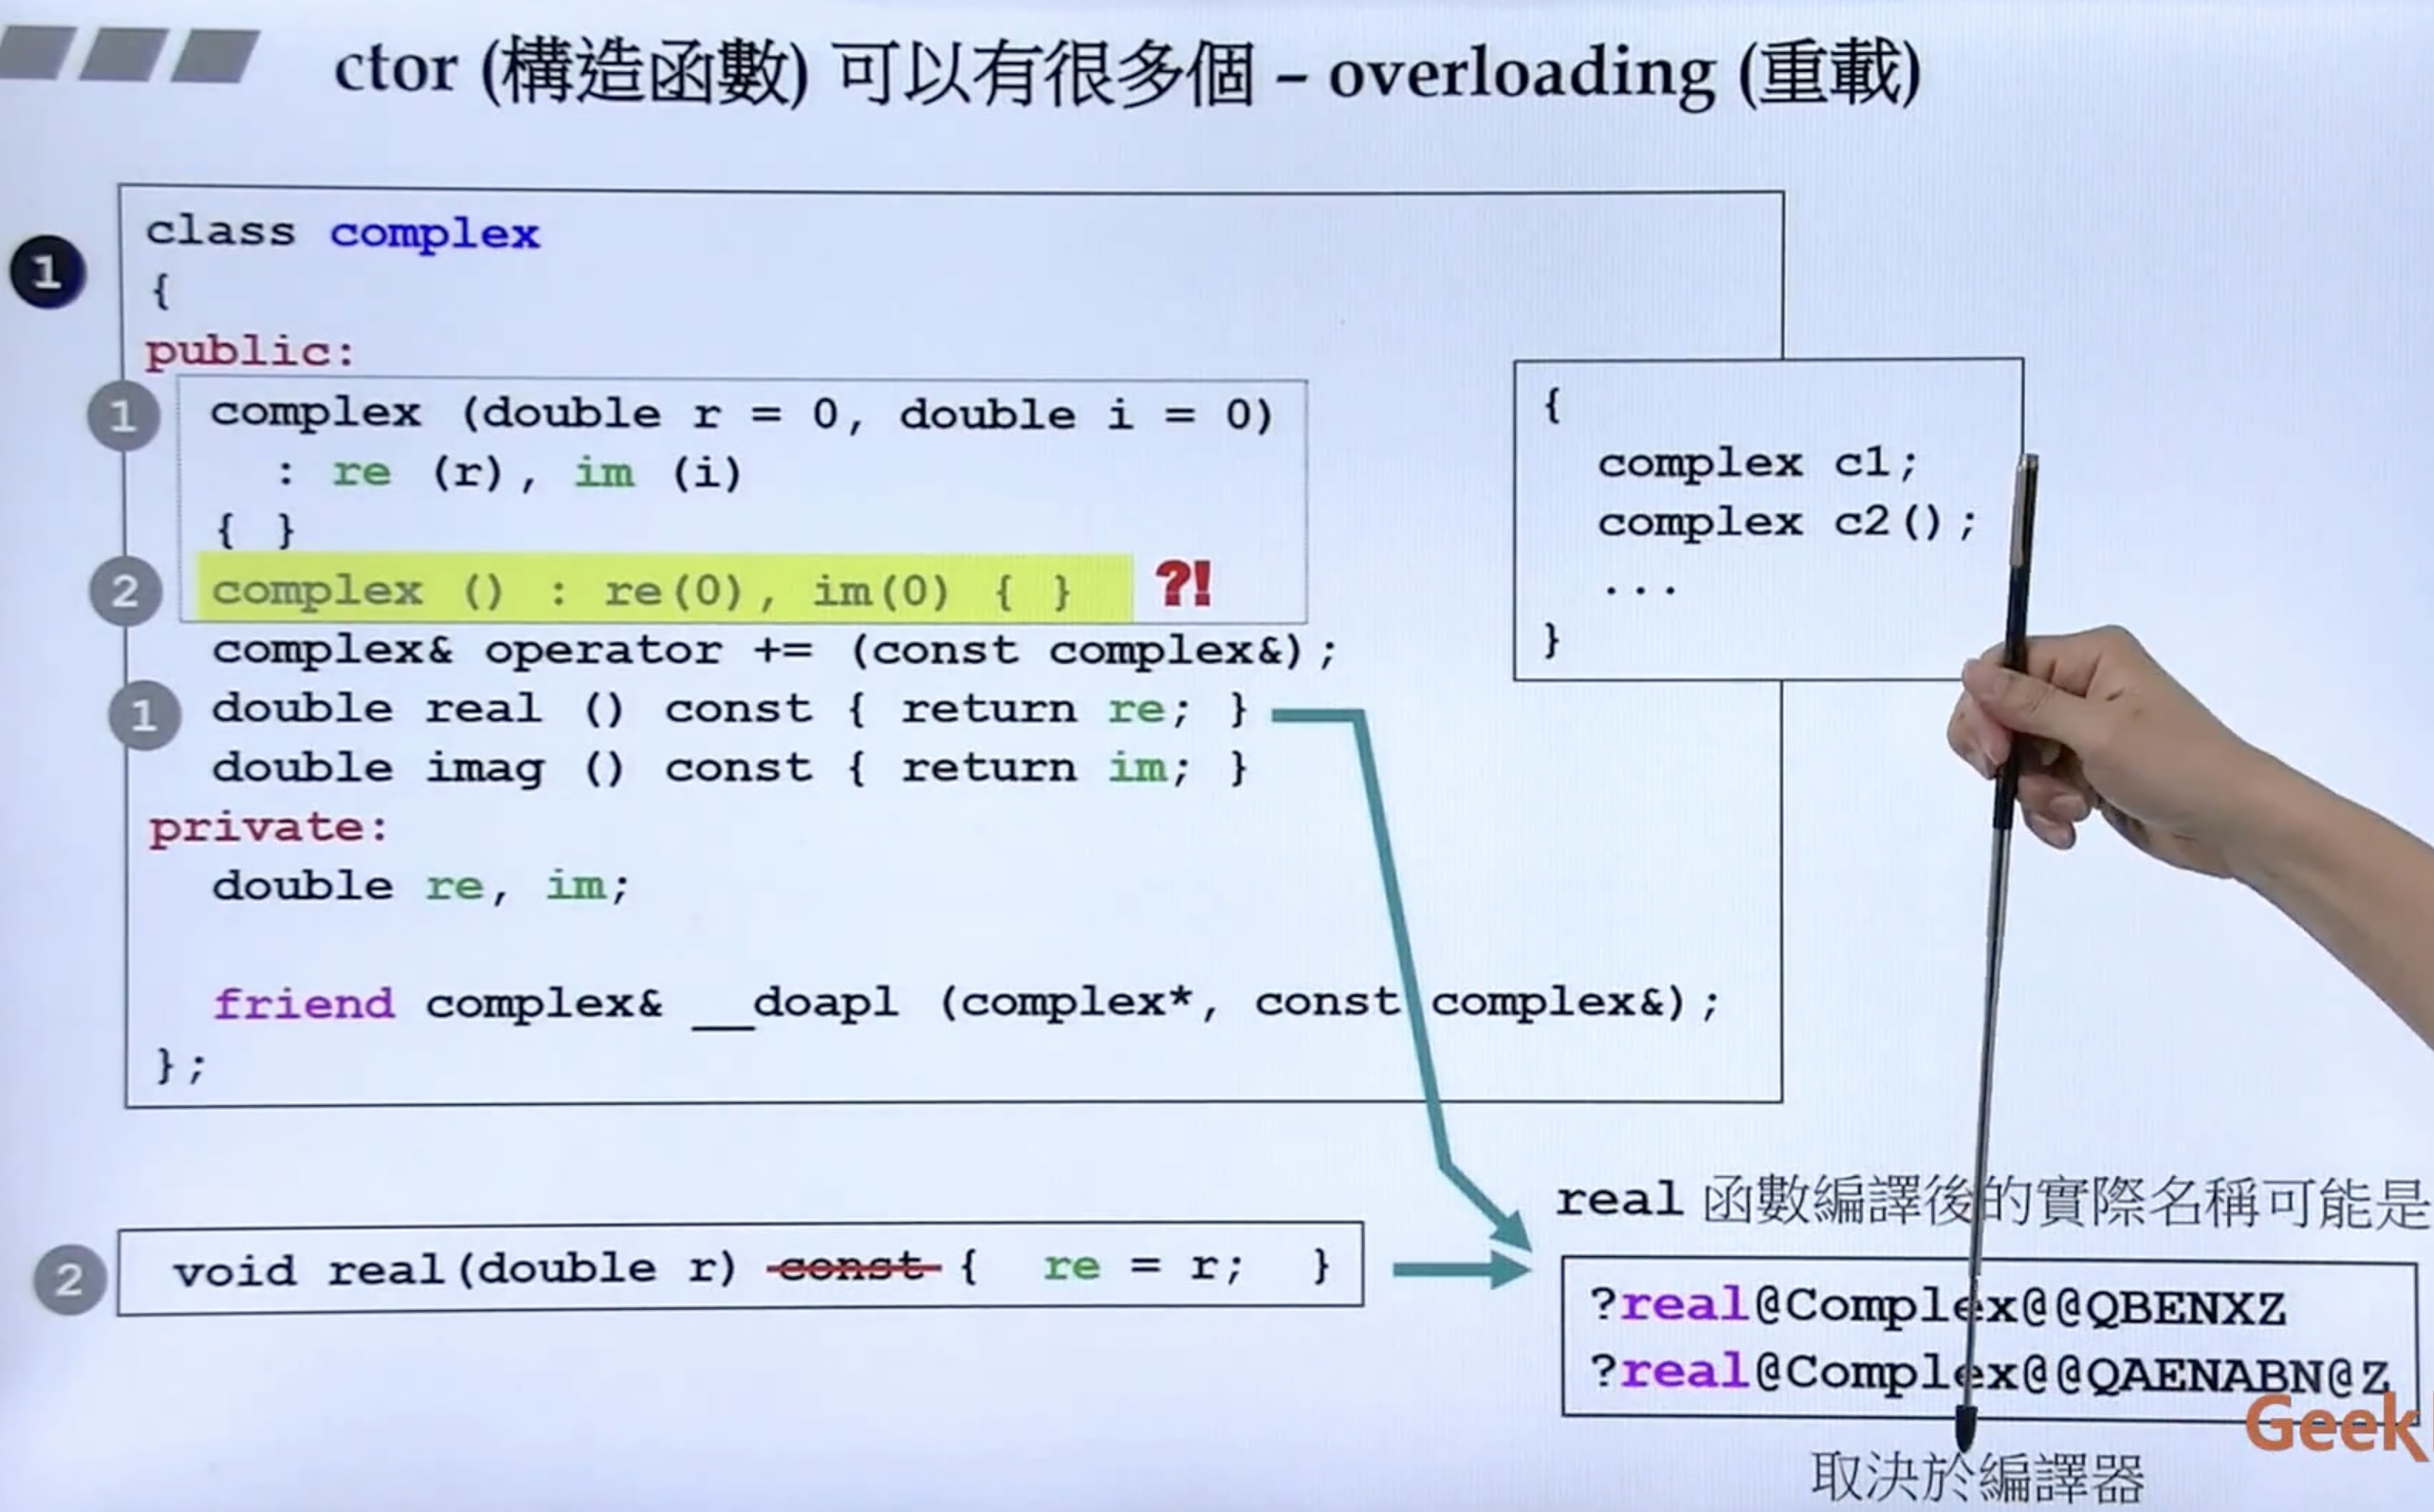 ctor (構造函數) 可以有很多個 – overloading (重載)
1
class complex
{
public:
1
complex (double r = 0, double i = 0)
: re (r), im (i)
{ }
2
complex () : re(0), im(0) { } ?!
complex& operator += (const complex&);
1
double real () const { return re; }
double imag () const { return im; }
private:
double re, im;
friend complex& __doapl (complex*, const complex&);
};
{
complex c1;
complex c2();
...
}
2
void real(double r) const { re = r; }
real 函數編譯後的實際名稱可能是
?real@Complex@@QBENXZ
?real@Complex@@QAENABN@Z
取決於編譯器
Geek